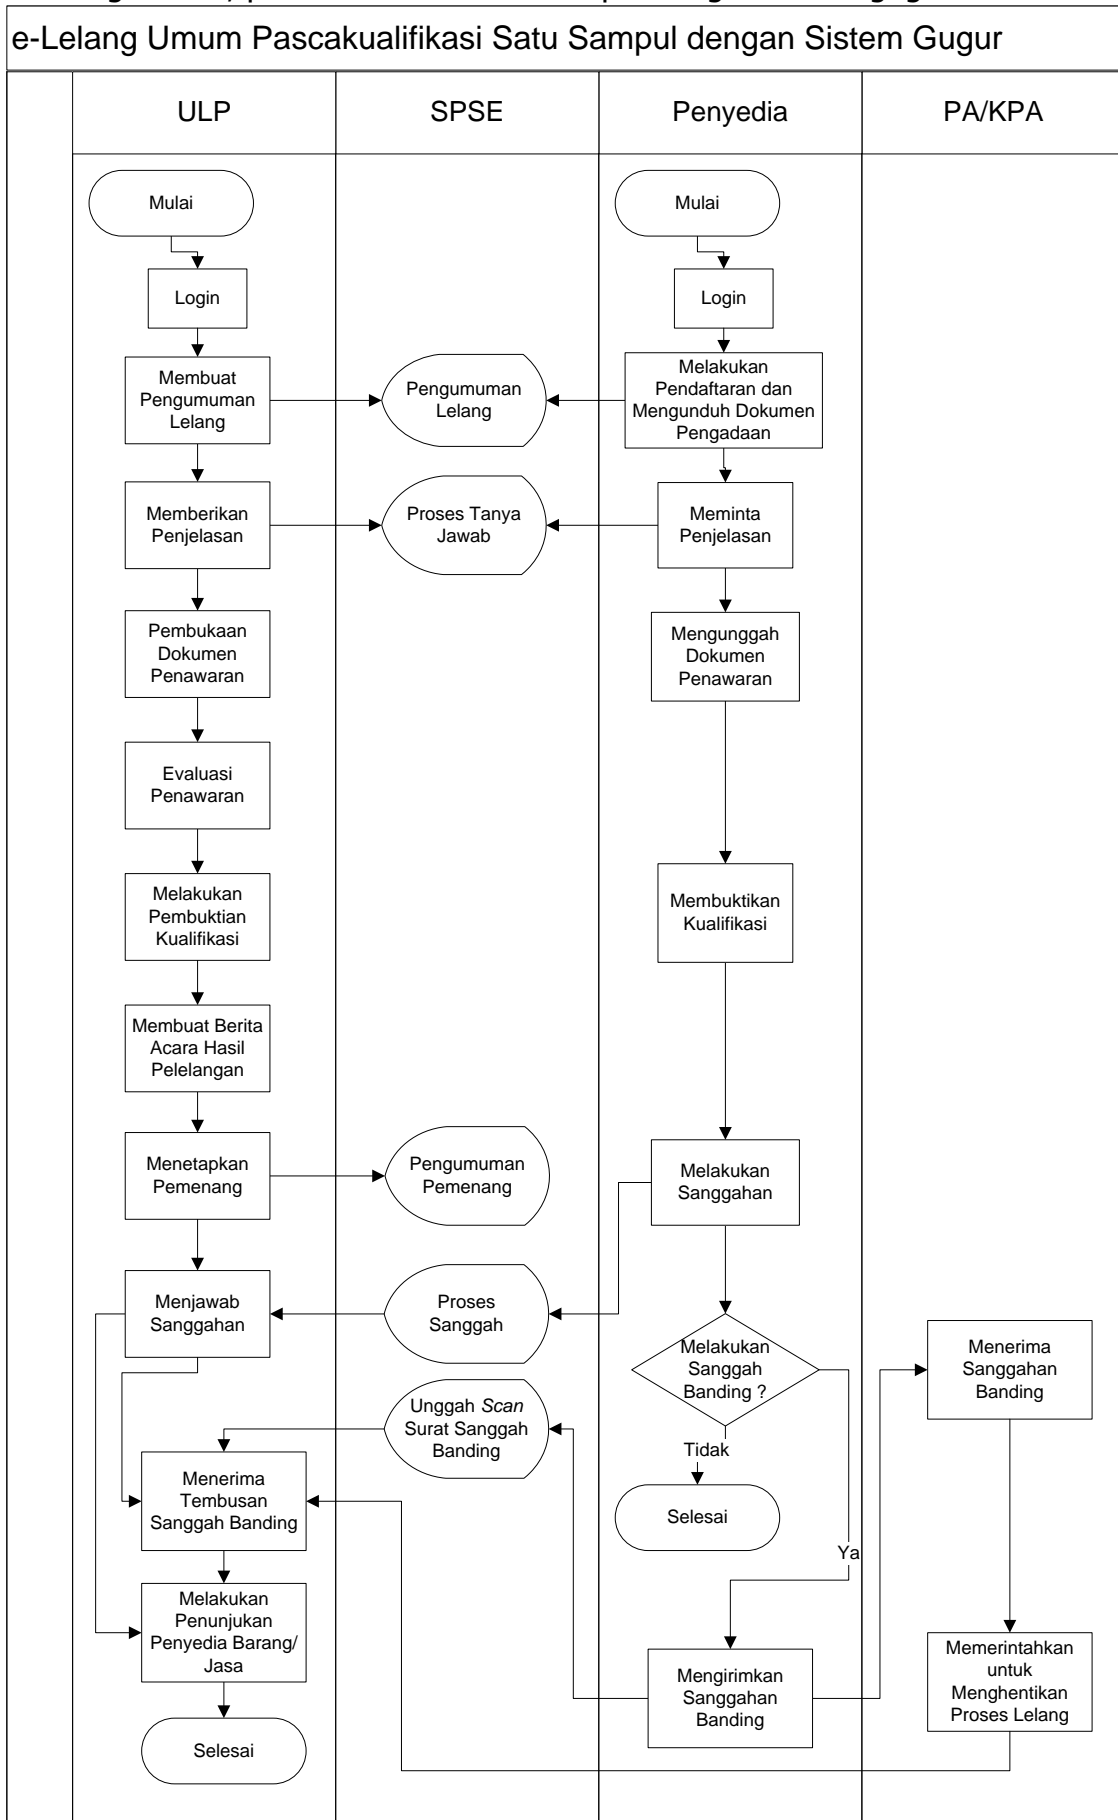 e-Lelang Umum Pascakualifikasi Satu Sampul dengan Sistem Gugur
ULP
SPSE
Penyedia
PA/KPA
Mulai
Mulai
Login
Login
Membuat
Pengumuman
Lelang
Pengumuman
Lelang
Melakukan
Pendaftaran dan
Mengunduh Dokumen
Pengadaan
Memberikan
Penjelasan
Proses Tanya
Jawab
Meminta
Penjelasan
Pembukaan
Dokumen
Penawaran
Mengunggah
Dokumen
Penawaran
Evaluasi
Penawaran
Melakukan
Pembuktian
Kualifikasi
Membuktikan
Kualifikasi
Membuat Berita
Acara Hasil
Pelelangan
Menetapkan
Pemenang
Pengumuman
Pemenang
Melakukan
Sanggahan
Menjawab
Sanggahan
Proses
Sanggah
Melakukan
Sanggah
Banding ?
Menerima
Sanggahan
Banding
Unggah Scan
Surat Sanggah
Banding
Tidak
Menerima
Tembusan
Sanggah Banding
Selesai
Ya
Melakukan
Penunjukan
Penyedia Barang/
Jasa
Mengirimkan
Sanggahan
Banding
Memerintahkan
untuk
Menghentikan
Proses Lelang
Selesai